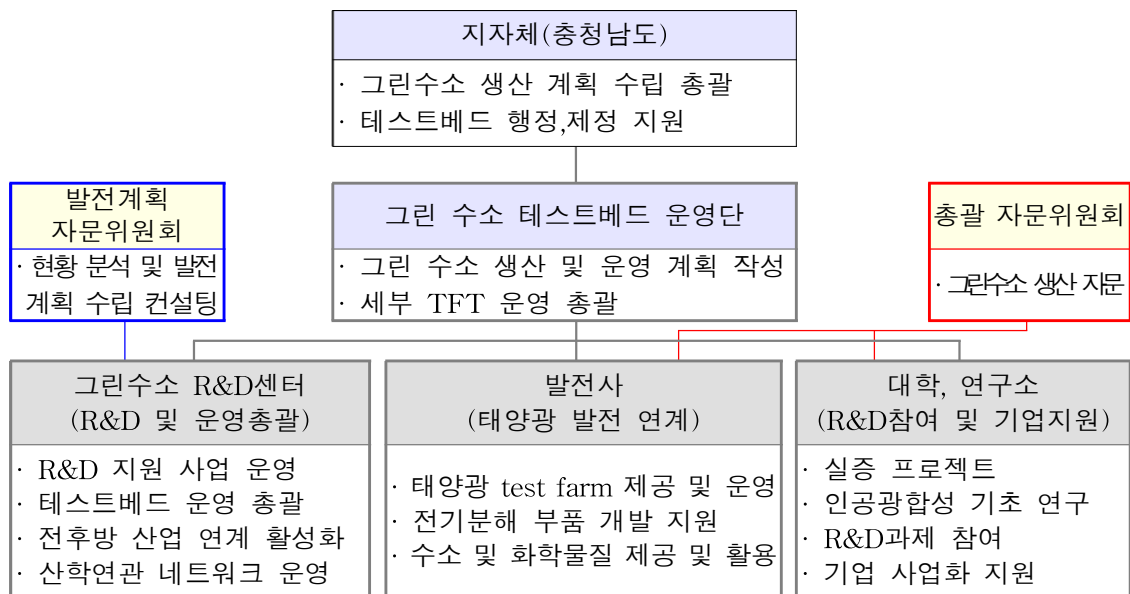 지자체(충청남도)
· 그린수소 생산 계획 수립 총괄
· 테스트베드 행정,제정 지원
발전계획
자문위원회
· 현황 분석 및 발전
계획 수립 컨설팅
그린 수소 테스트베드 운영단
· 그린 수소 생산 및 운영 계획 작성
· 세부 TFT 운영 총괄
총괄 자문위원회
· 그린수소 생산 자문
그린수소 R&D센터
(R&D 및 운영총괄)
· R&D 지원 사업 운영
· 테스트베드 운영 총괄
· 전후방 산업 연계 활성화
· 산학연관 네트워크 운영
발전사
(태양광 발전 연계)
· 태양광 test farm 제공 및 운영
· 전기분해 부품 개발 지원
· 수소 및 화학물질 제공 및 활용
대학, 연구소
(R&D참여 및 기업지원)
· 실증 프로젝트
· 인공광합성 기초 연구
· R&D과제 참여
· 기업 사업화 지원